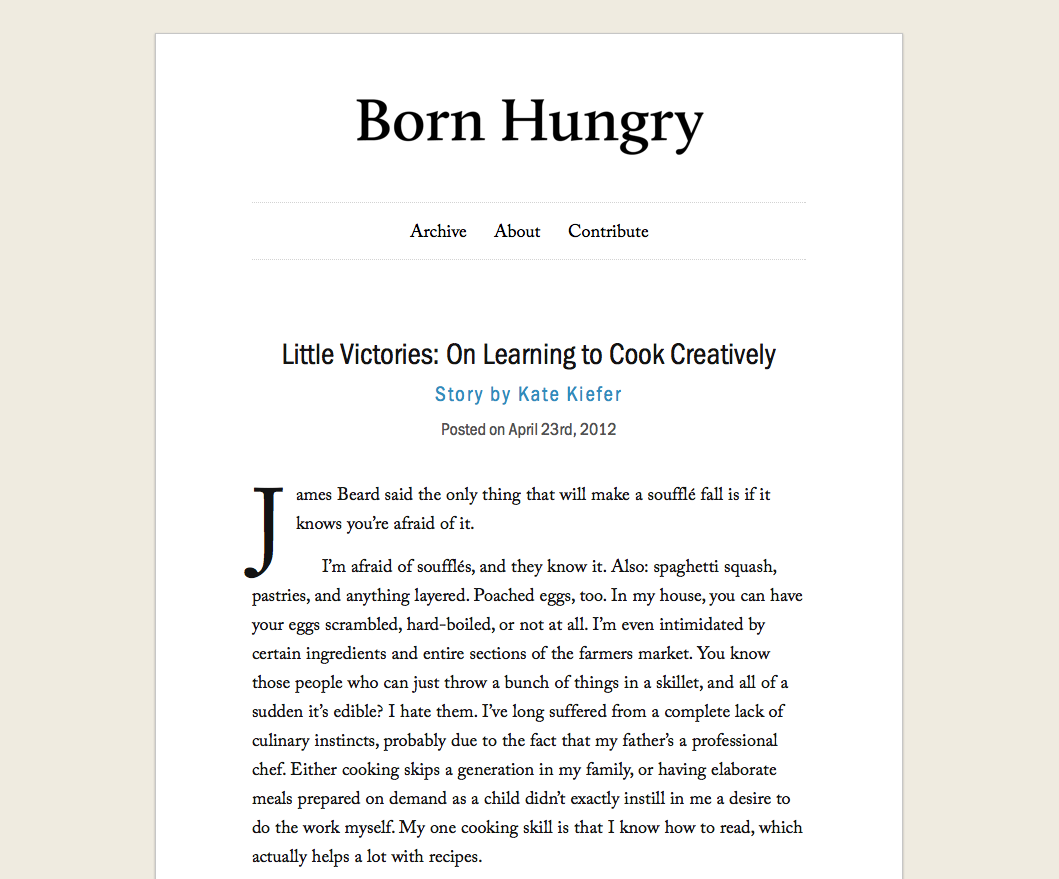 Born Hungry
Archive About Contribute
Little Victories: On Learning to Cook Creatively
Story by Kate Kiefer
Posted on April 23rd, 2012
James Beard said the only thing that will make a soufflé fall is if it
knows you’re afraid of it.
I’m afraid of soufflés, and they know it. Also: spaghetti squash,
pastries, and anything layered. Poached eggs, too. In my house, you can have
your eggs scrambled, hard-boiled, or not at all. I’m even intimidated by
certain ingredients and entire sections of the farmers market. You know
those people who can just throw a bunch of things in a skillet, and all of a
sudden it’s edible? I hate them. I’ve long suffered from a complete lack of
culinary instincts, probably due to the fact that my father’s a professional
chef. Either cooking skips a generation in my family, or having elaborate
meals prepared on demand as a child didn’t exactly instill in me a desire to
do the work myself. My one cooking skill is that I know how to read, which
actually helps a lot with recipes.